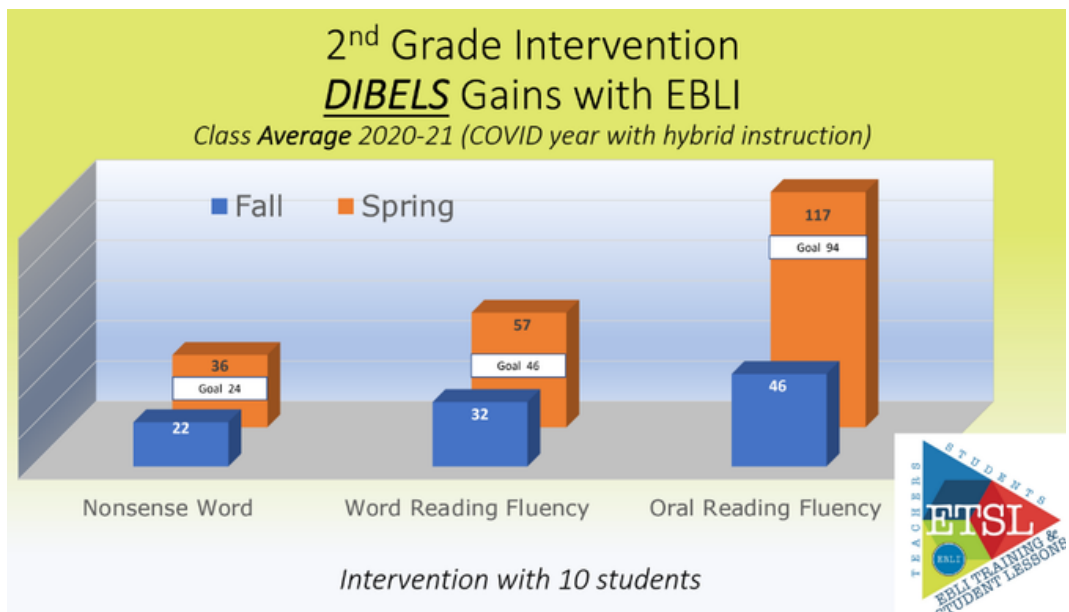 2nd Grade Intervention
DIBELS Gains with EBLI
Class Average 2020-21 (COVID year with hybrid instruction)
Fall Spring
117
Goal 94
57
Goal 46
36
Goal 24
22
32
46
Nonsense Word Word Reading Fluency Oral Reading Fluency
Intervention with 10 students
TEACHERS
STUDENTS
ETSL
EBLI
EBLI TRAINING &
STUDENT LESSONS